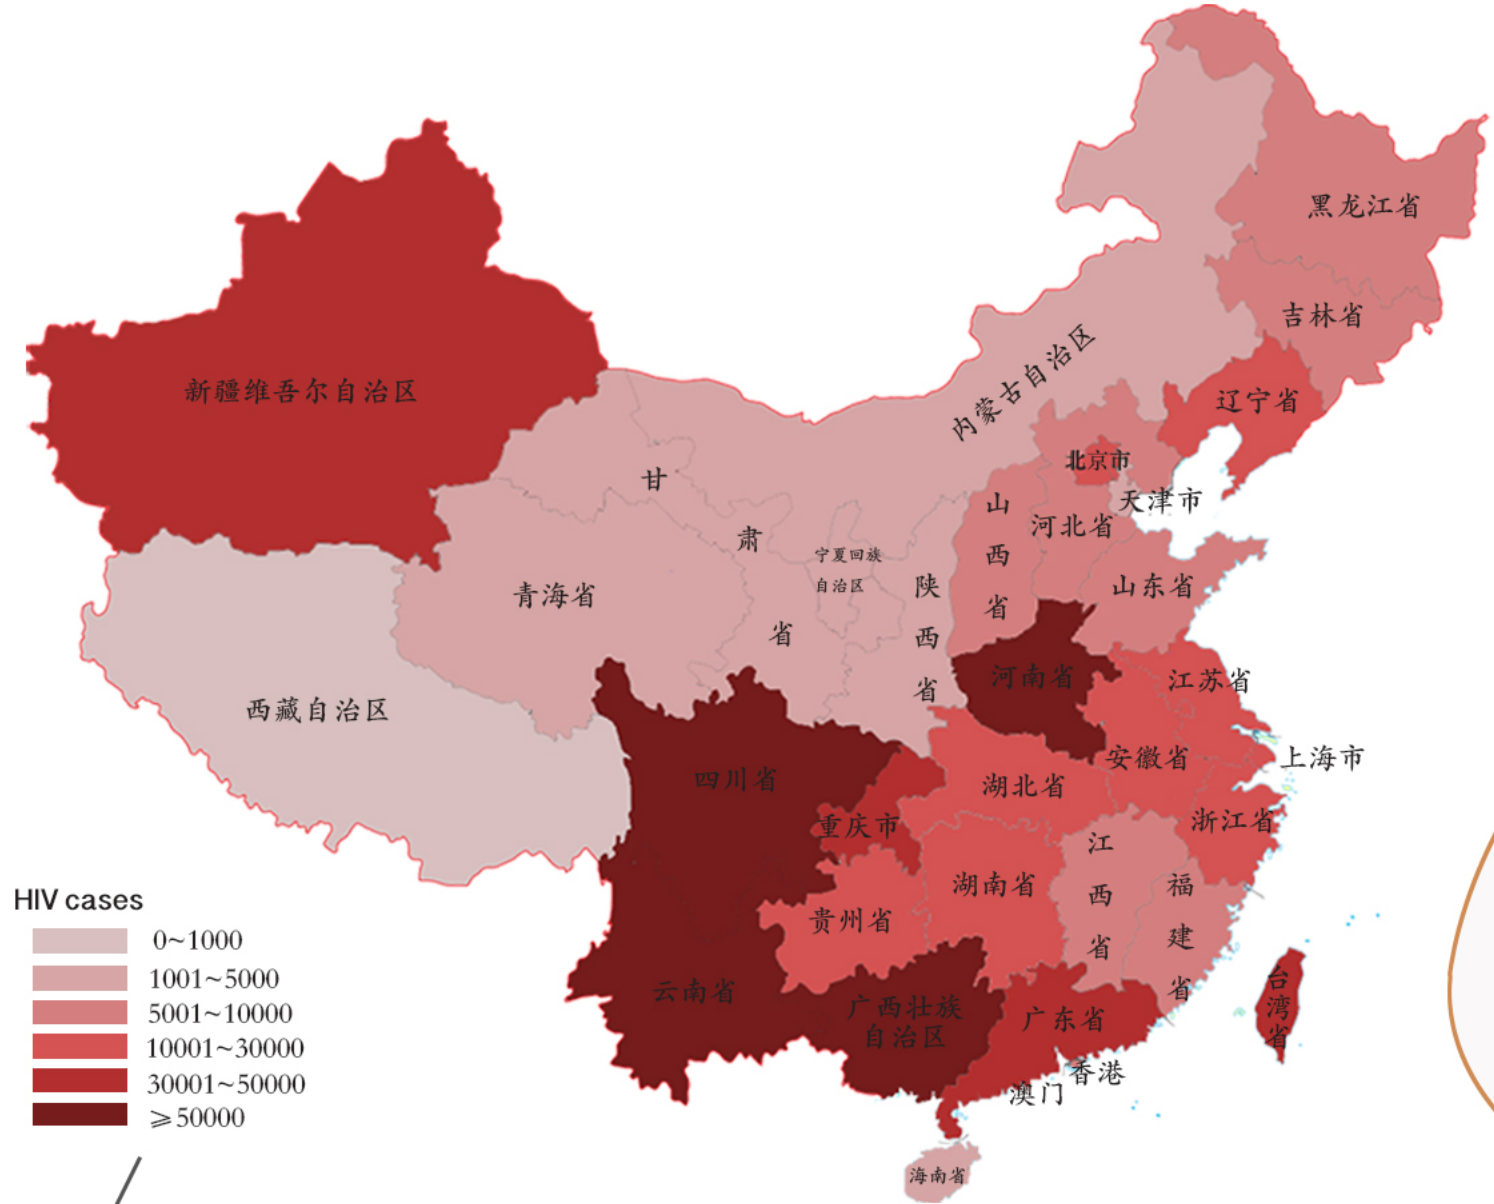 黑龙江省
吉林省
辽宁省
内蒙古自治区
新疆维吾尔自治区
北京市
天津市
甘肃省
山西省
河北省
宁夏回族
自治区
陕西省
青海省
山东省
河南省
江苏省
西藏自治区
四川省
安徽省
上海市
湖北省
重庆市
浙江省
江西省
湖南省
福建省
贵州省
云南省
广西壮族
自治区
广东省
台湾省
香港
澳门
海南省
HIV cases
0~1000
1001~5000
5001~10000
10001~30000
30001~50000
⩾50000